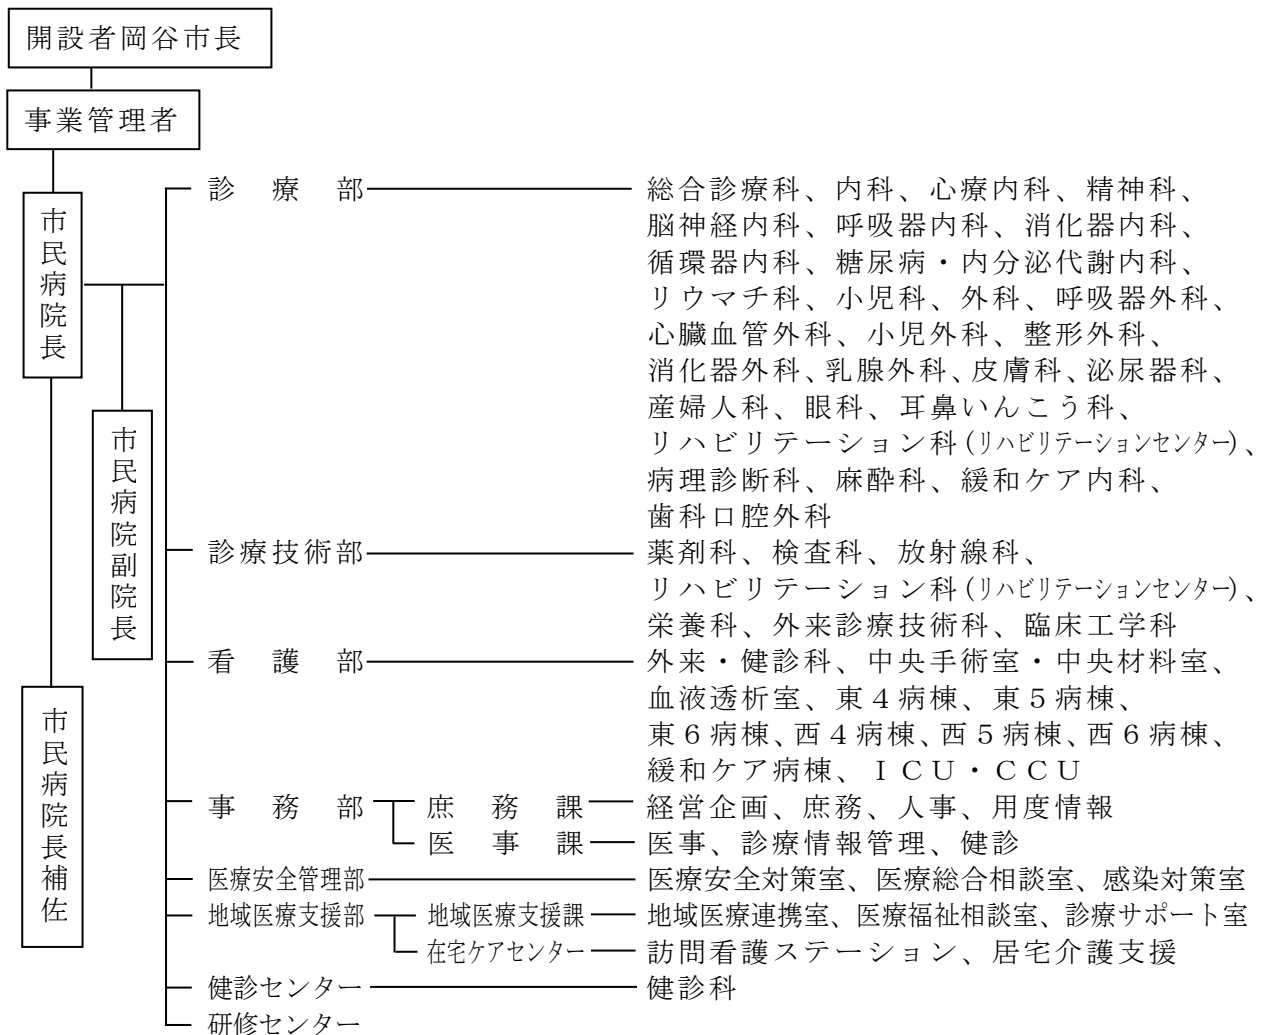 開設者岡谷市長
事業管理者
市民病院長
市民病院副院長
市民病院長補佐
診療部 総合診療科、内科、心療内科、精神科、
脳神経内科、呼吸器内科、消化器内科、
循環器内科、糖尿病・内分泌代謝内科、
リウマチ科、小児科、外科、呼吸器外科、
心臓血管外科、小児外科、整形外科、
消化器外科、乳腺外科、皮膚科、泌尿器科、
産婦人科、眼科、耳鼻いんこう科、
リハビリテーション科(リハビリテーションセンター)、
病理診断科、麻酔科、緩和ケア内科、
歯科口腔外科
診療技術部 薬剤科、検査科、放射線科、
リハビリテーション科(リハビリテーションセンター)、
栄養科、外来診療技術科、臨床工学科
看護部 外来・健診科、中央手術室・中央材料室、
血液透析室、東4病棟、東5病棟、
東6病棟、西4病棟、西5病棟、西6病棟、
緩和ケア病棟、ICU・CCU
事務部 庶務課 経営企画、庶務、人事、用度情報
医事課 医事、診療情報管理、健診
医療安全管理部 医療安全対策室、医療総合相談室、感染対策室
地域医療支援部 地域医療支援課 地域医療連携室、医療福祉相談室、診療サポート室
在宅ケアセンター 訪問看護ステーション、居宅介護支援
健診センター 健診科
研修センター